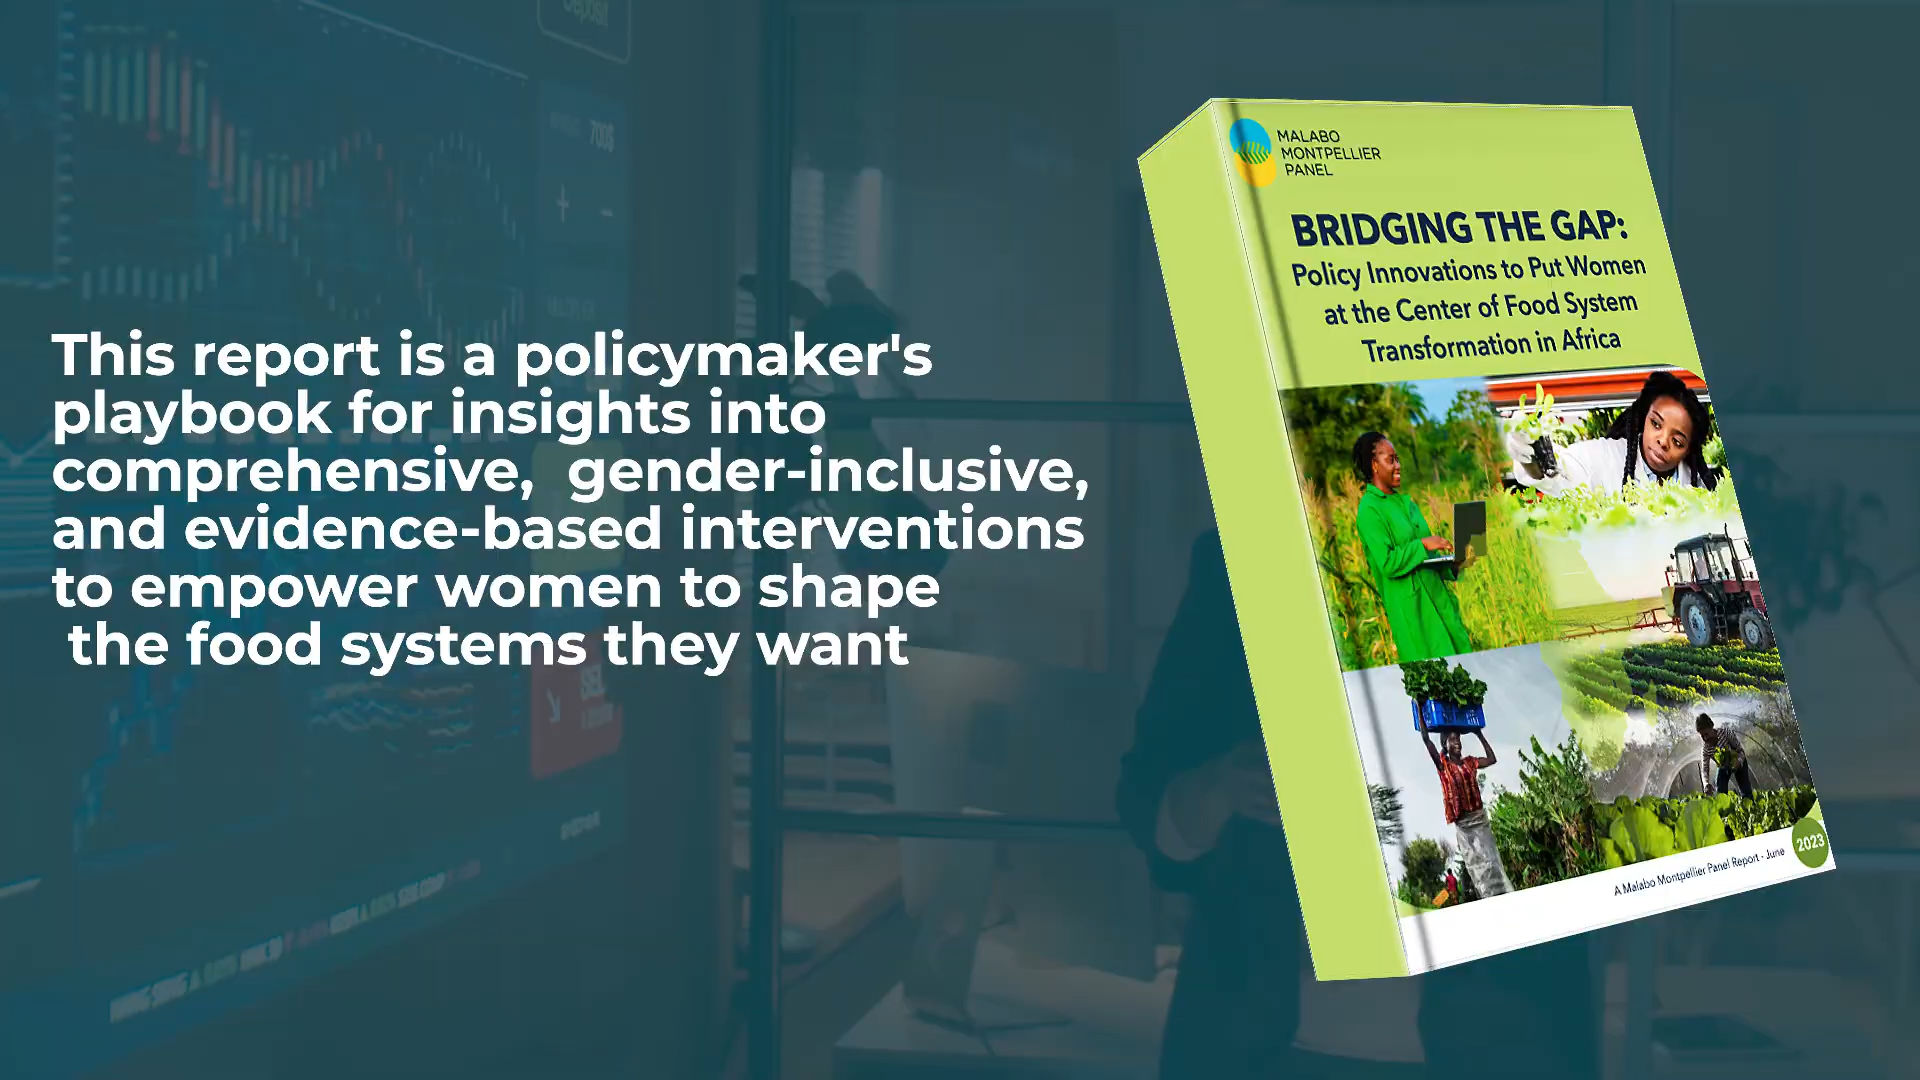 This report is a policymaker's
playbook for insights into
comprehensive,  gender-inclusive,
and evidence-based interventions
to empower women to shape
the food systems they want
MALABO
MONTPELLIER
PANEL
BRIDGING THE GAP:
Policy Innovations to Put Women
at the Center of Food System
Transformation in Africa
A Malabo Montpellier Panel Report - June
2023
Deposit
700$